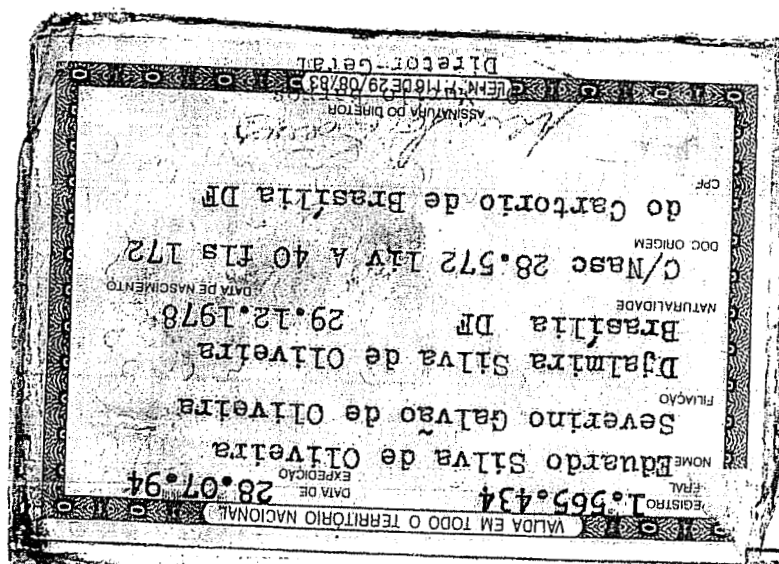 VALIDA EM TODO O TERRITÓRIO NACIONAL
REGISTRO GERAL 1.565.434 DATA DE EXPEDIÇÃO 28.07.94
NOME Eduardo Silva de Oliveira
FILIAÇÃO Severino Galvão de Oliveira
Djalmira Silva de Oliveira
NATURALIDADE Brasília DF DATA DE NASCIMENTO 29.12.1978
DOC ORIGEM C/Nasc 28.572 liv A 40 fls 172
do Cartorio de Brasília DF
CPF
ASSINATURA DO DIRETOR
LEI Nº 7.116 DE 29/08/83
Diretor-Geral